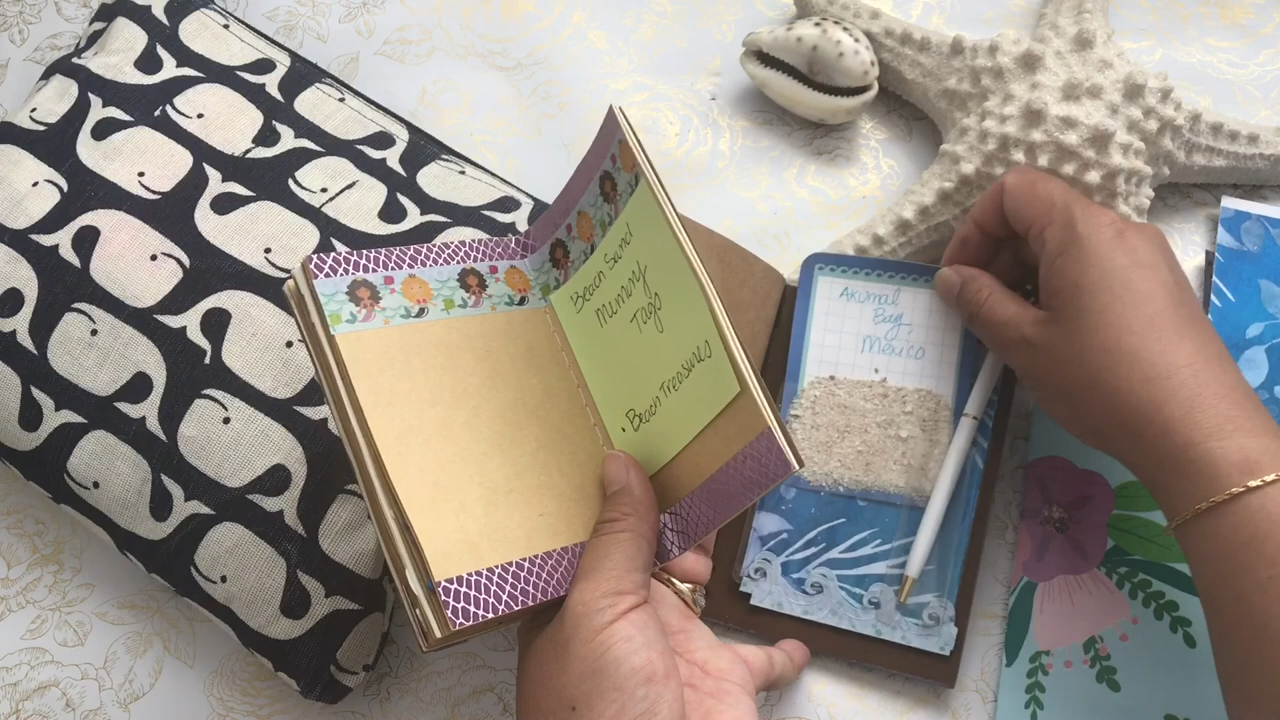 'Beach Sand
Memory
Tags
• Beach Treasures
Akumal
Bay,
Mexico